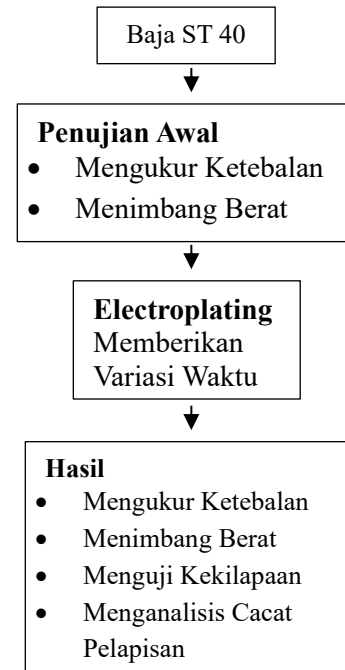 Baja ST 40
Penujian Awal
• Mengukur Ketebalan
• Menimbang Berat
Electroplating
Memberikan
Variasi Waktu
Hasil
• Mengukur Ketebalan
• Menimbang Berat
• Menguji Kekilapaan
• Menganalisis Cacat
Pelapisan